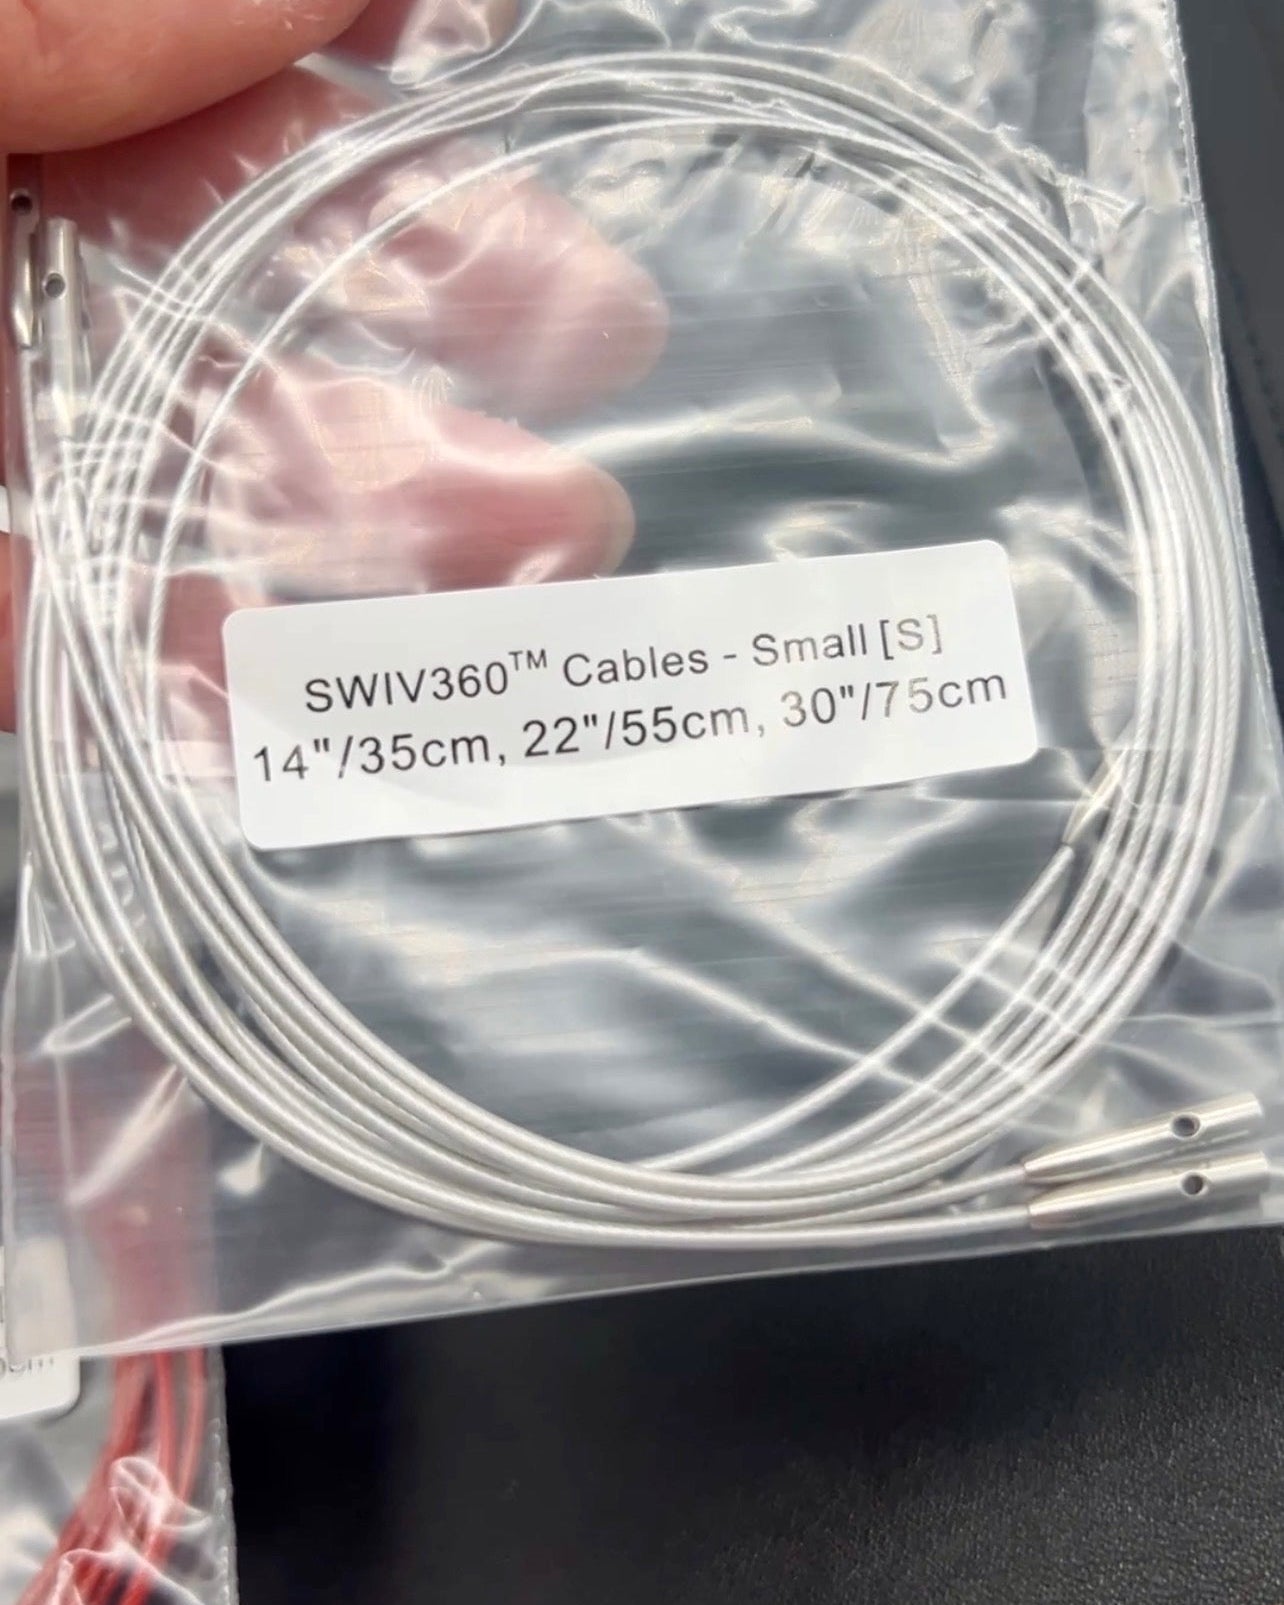 SWIV360™ Cables - Small [S]
14"/35cm, 22"/55cm, 30"/75cm